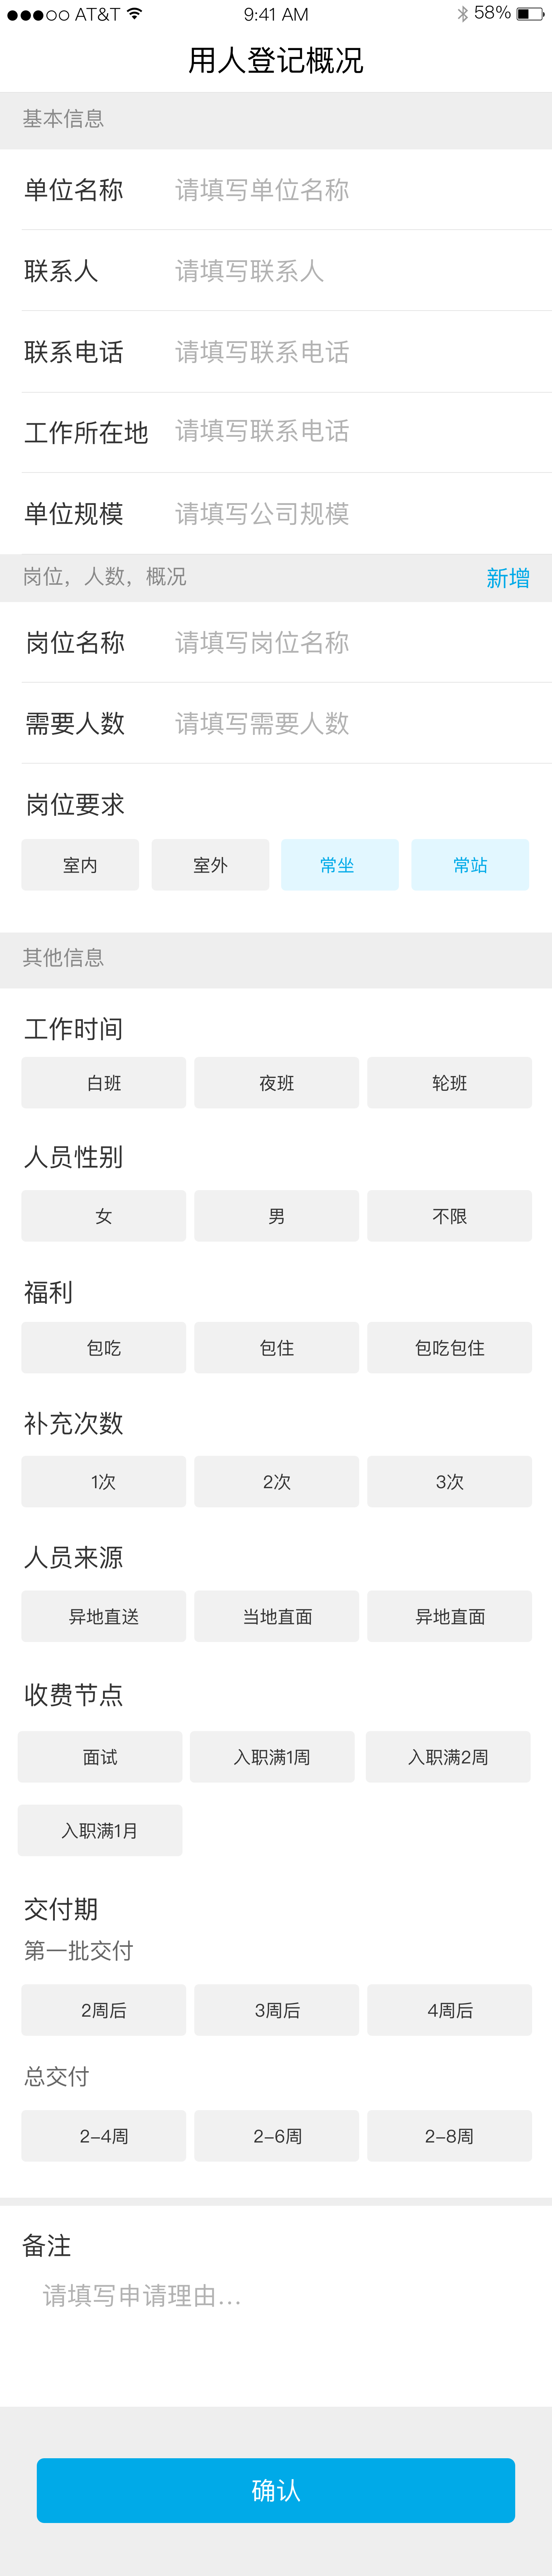 AT&T 9:41 AM 58%
用人登记概况
基本信息
单位名称 请填写单位名称
联系人 请填写联系人
联系电话 请填写联系电话
工作所在地 请填写联系电话
单位规模 请填写公司规模
岗位，人数，概况 新增
岗位名称 请填写岗位名称
需要人数 请填写需要人数
岗位要求
室内 室外 常坐 常站
其他信息
工作时间
白班 夜班 轮班
人员性别
女 男 不限
福利
包吃 包住 包吃包住
补充次数
1次 2次 3次
人员来源
异地直送 当地直面 异地直面
收费节点
面试 入职满1周 入职满2周
入职满1月
交付期
第一批交付
2周后 3周后 4周后
总交付
2-4周 2-6周 2-8周
备注
请填写申请理由...
确认